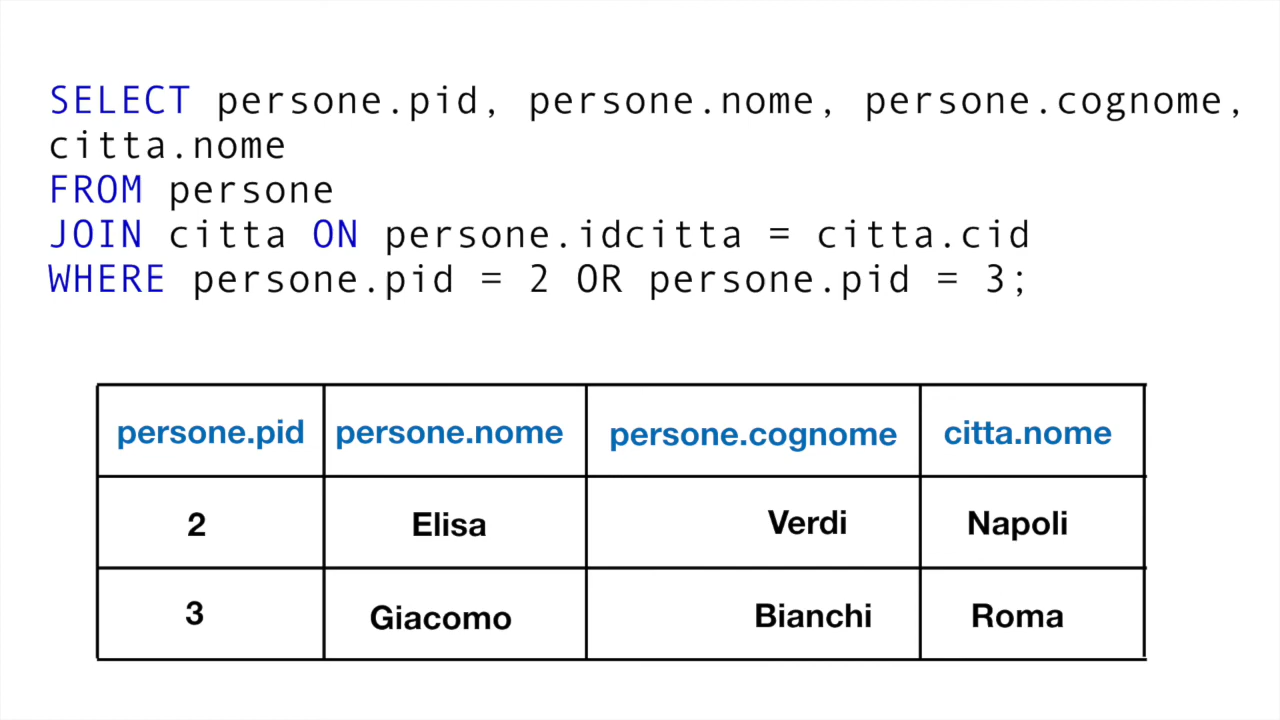 SELECT persone.pid, persone.nome, persone.cognome,
citta.nome
FROM persone
JOIN citta ON persone.idcitta = citta.cid
WHERE persone.pid = 2 OR persone.pid = 3;
persone.pid persone.nome persone.cognome citta.nome
2 Elisa Verdi Napoli
3 Giacomo Bianchi Roma